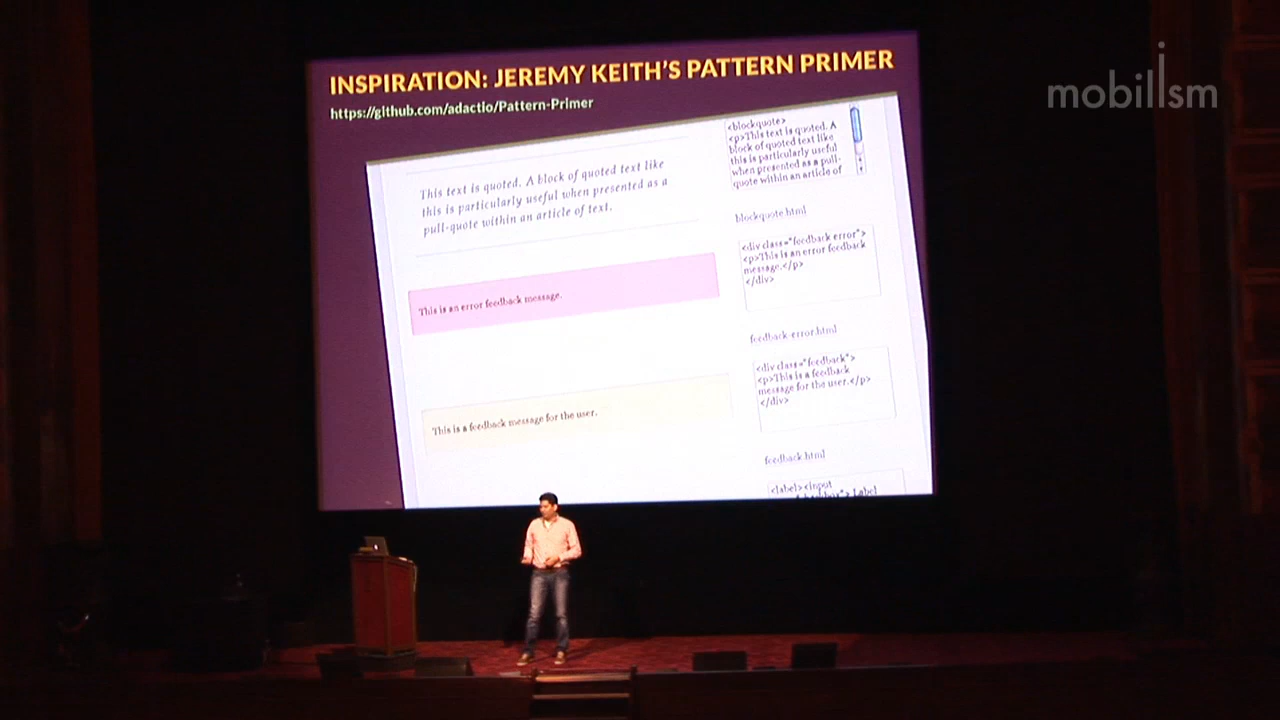 INSPIRATION: JEREMY KEITH'S PATTERN PRIMER
https://github.com/adactio/Pattern-Primer
mobilism
This text is quoted. A block of quoted text like
this is particularly useful when presented as a
pull-quote within an article of text.
<blockquote>
<p>This text is quoted. A
block of quoted text like
this is particularly useful
when presented as a pull-
quote within an article of
blockquote.html
This is an error feedback message.
<div class="feedback error">
<p>This is an error feedback
message.</p>
</div>
feedback-error.html
This is a feedback message for the user.
<div class="feedback">
<p>This is a feedback
message for the user.</p>
</div>
feedback.html
<label><input
Label